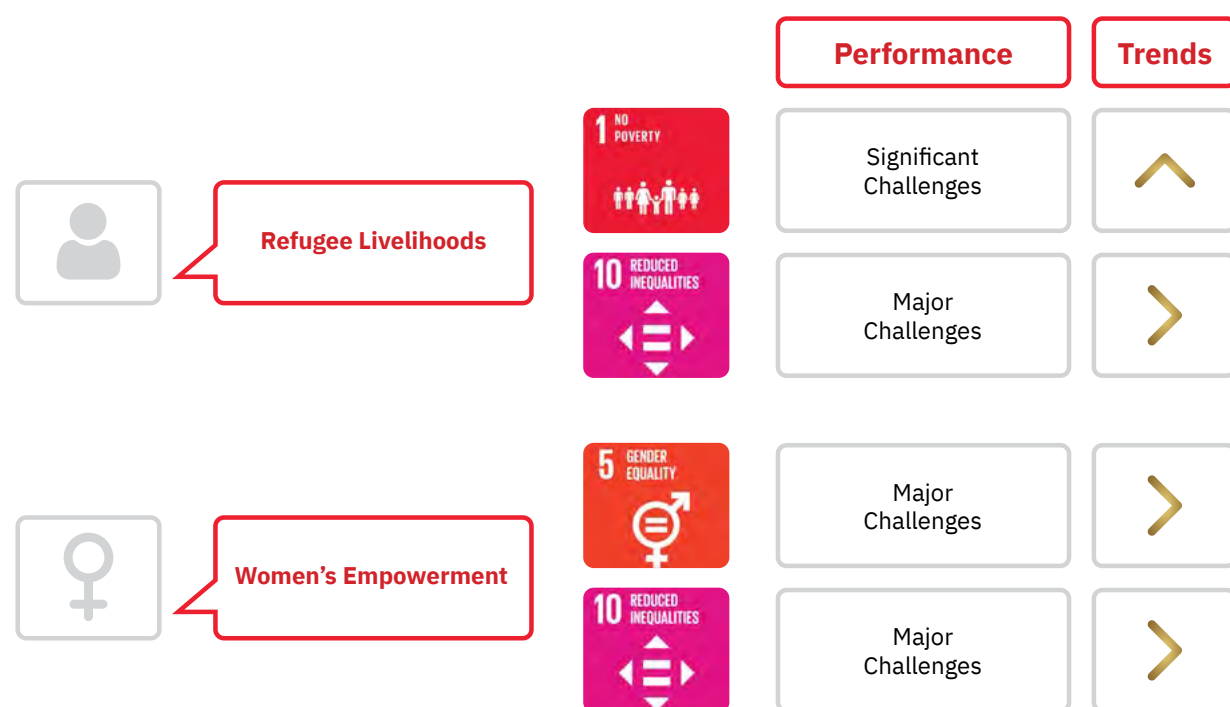 Performance
Trends
1 NO
POVERTY
Significant
Challenges
Refugee Livelihoods
10 REDUCED
INEQUALITIES
Major
Challenges
5 GENDER
EQUALITY
Major
Challenges
Women’s Empowerment
10 REDUCED
INEQUALITIES
Major
Challenges